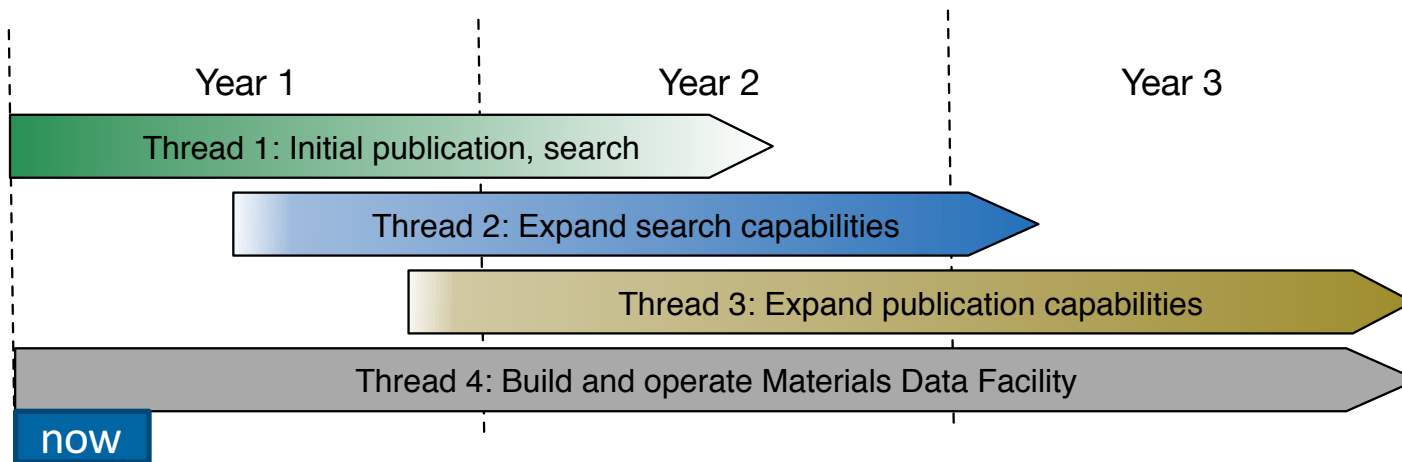 Year 1
Year 2
Year 3
Thread 1: Initial publication, search
Thread 2: Expand search capabilities
Thread 3: Expand publication capabilities
Thread 4: Build and operate Materials Data Facility
now